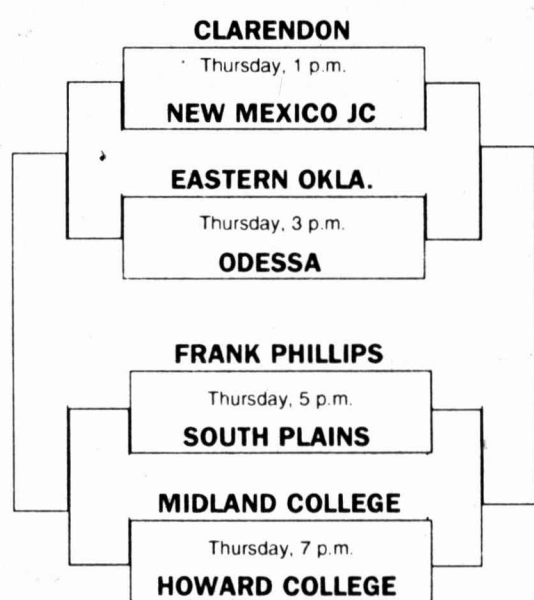 CLARENDON
Thursday, 1 p.m.
NEW MEXICO JC
EASTERN OKLA.
Thursday, 3 p.m.
ODESSA
FRANK PHILLIPS
Thursday, 5 p.m.
SOUTH PLAINS
MIDLAND COLLEGE
Thursday, 7 p.m.
HOWARD COLLEGE